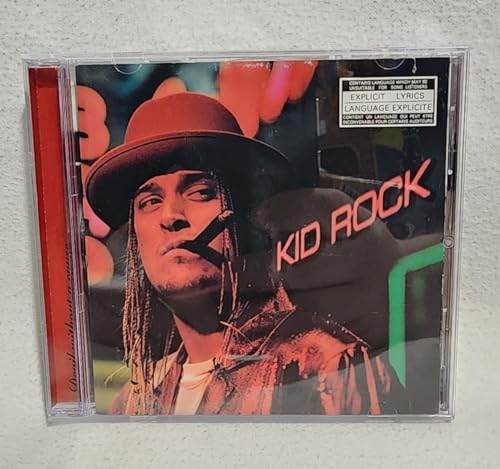 CONTAINS LANGUAGE WHICH MAY BE
UNSUITABLE FOR SOME LISTENERS
EXPLICIT LYRICS
LANGUAGE EXPLICITE
CONTIENT UN LANGUAGE QUI PEUT ÊTRE
INCONVENABLE POUR CERTAINS AUDITEURS
KID ROCK